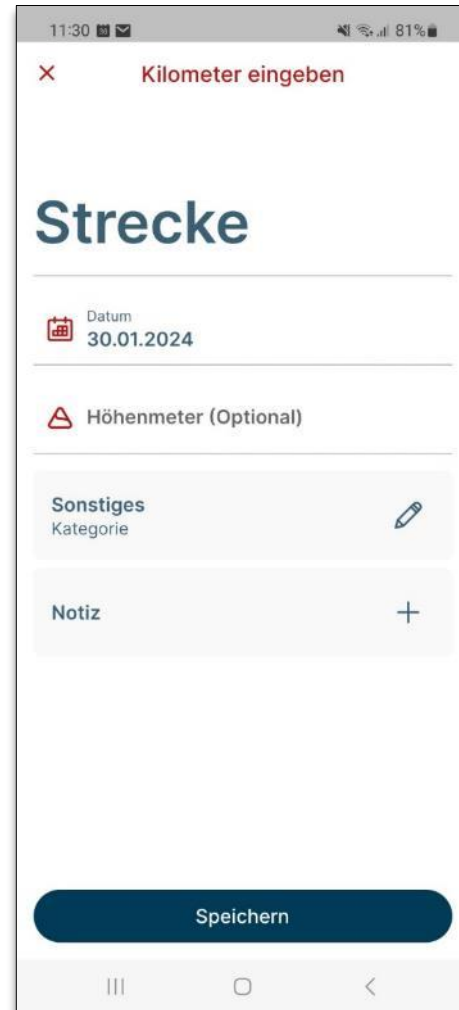 11:30 81%
Kilometer eingeben
Strecke
Datum
30.01.2024
Höhenmeter (Optional)
Sonstiges
Kategorie
Notiz
Speichern